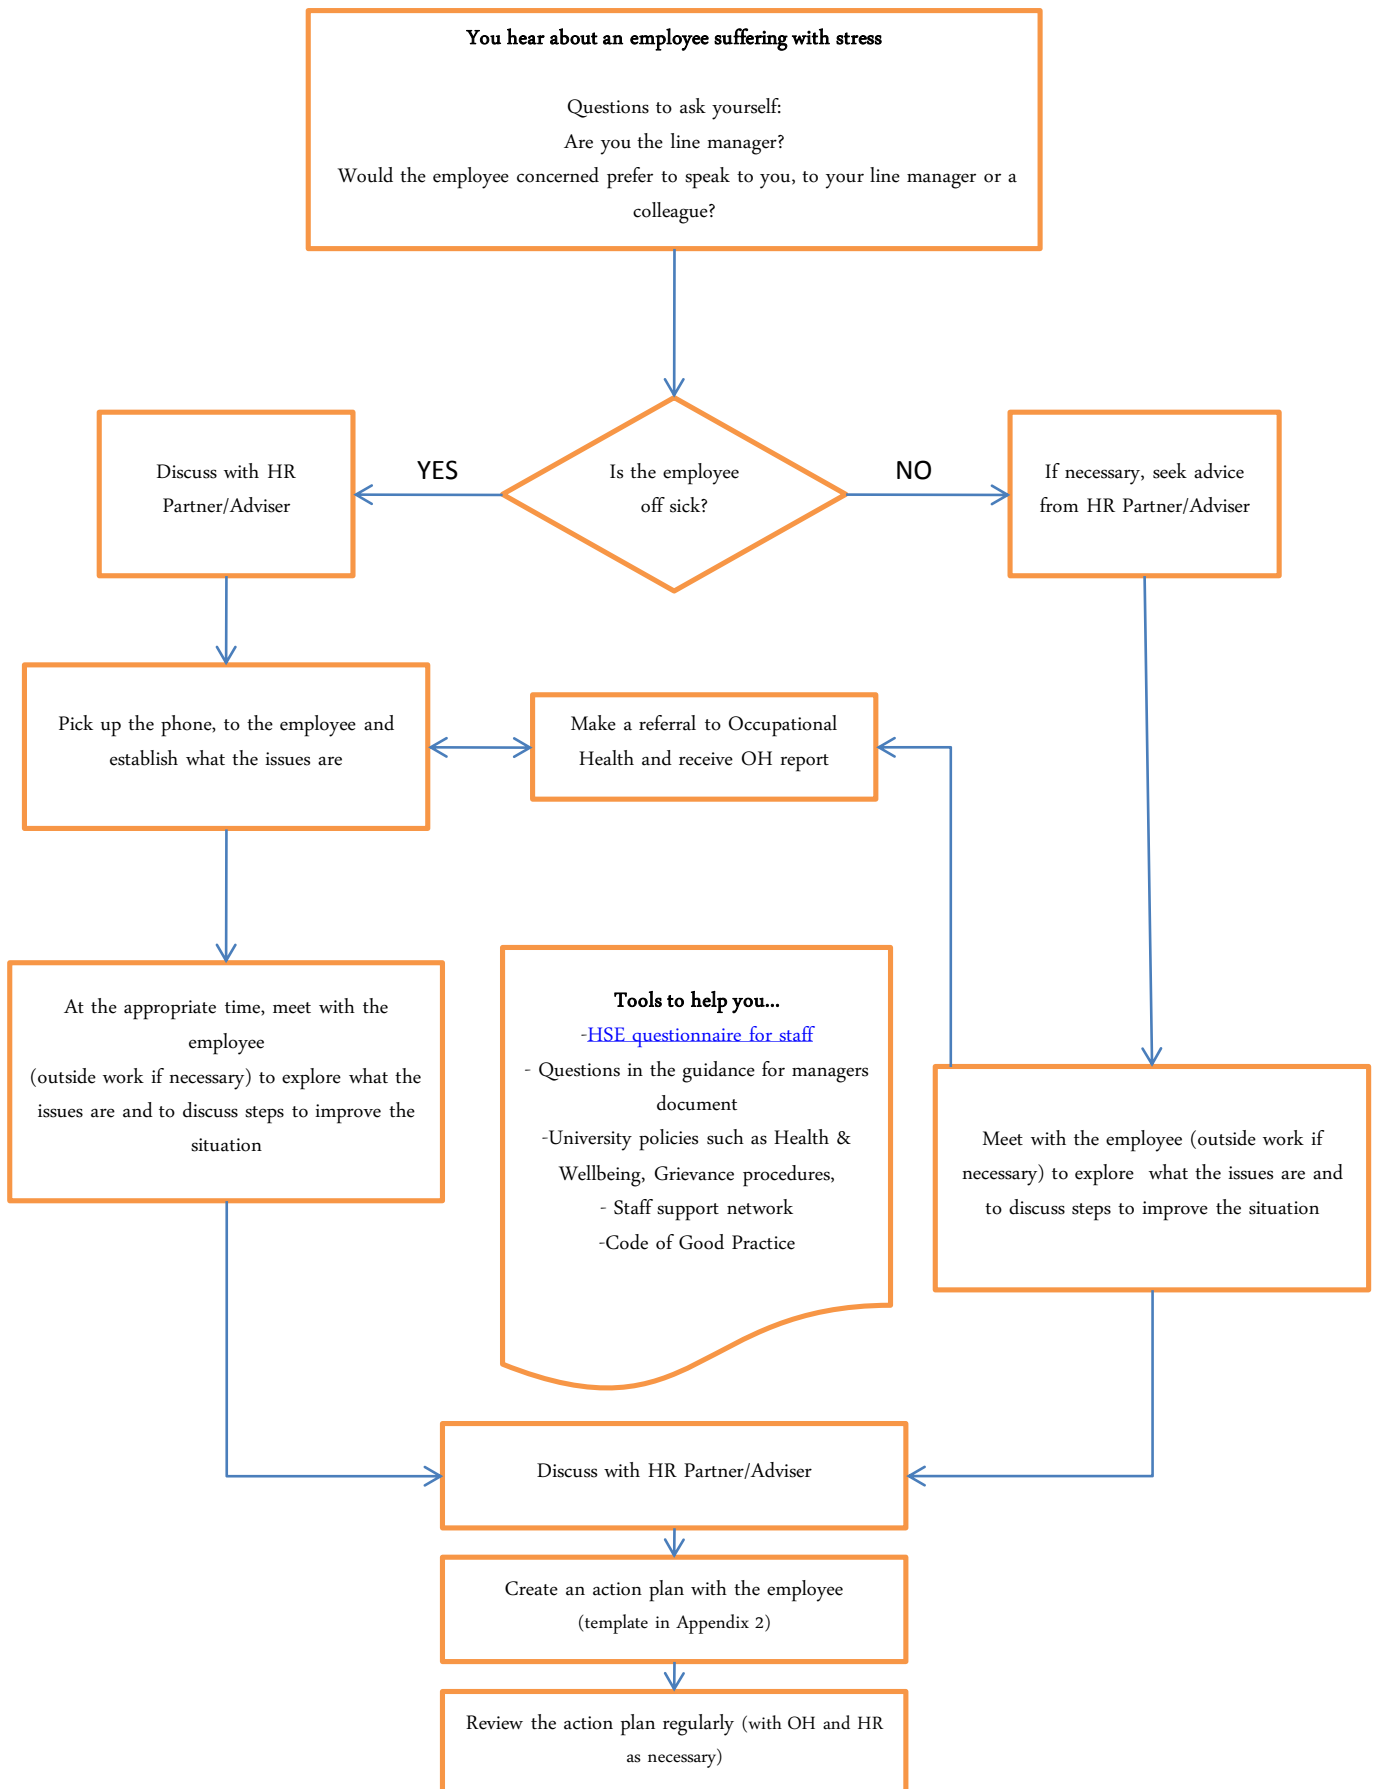 You hear about an employee suffering with stress
Questions to ask yourself:
Are you the line manager?
Would the employee concerned prefer to speak to you, to your line manager or a
colleague?
Discuss with HR
Partner/Adviser
YES
Is the employee
off sick?
NO
If necessary, seek advice
from HR Partner/Adviser
Pick up the phone, to the employee and
establish what the issues are
Make a referral to Occupational
Health and receive OH report
At the appropriate time, meet with the
employee
(outside work if necessary) to explore what the
issues are and to discuss steps to improve the
situation
Tools to help you...
-HSE questionnaire for staff
- Questions in the guidance for managers
document
-University policies such as Health &
Wellbeing, Grievance procedures,
- Staff support network
-Code of Good Practice
Meet with the employee (outside work if
necessary) to explore  what the issues are and
to discuss steps to improve the situation
Discuss with HR Partner/Adviser
Create an action plan with the employee
(template in Appendix 2)
Review the action plan regularly (with OH and HR
as necessary)